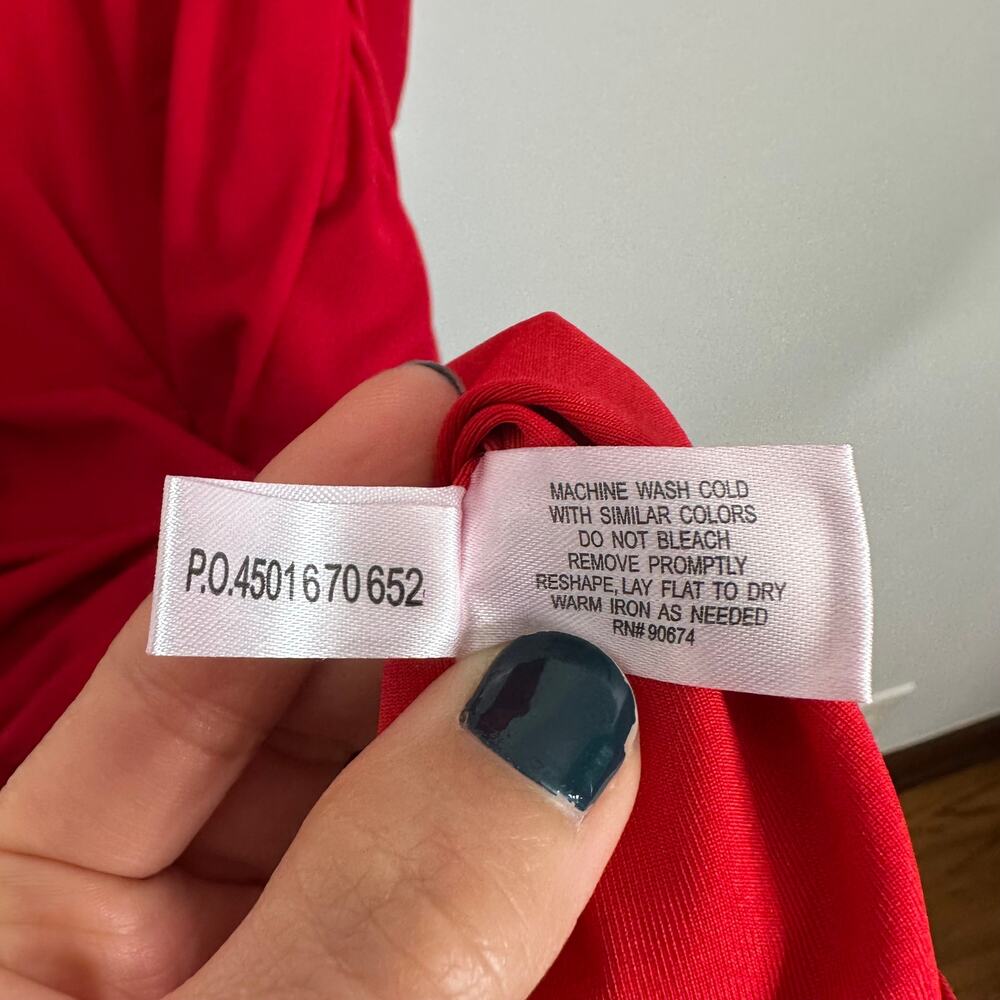 P.O.4501670652
MACHINE WASH COLD
WITH SIMILAR COLORS
DO NOT BLEACH
REMOVE PROMPTLY
RESHAPE, LAY FLAT TO DRY
WARM IRON AS NEEDED
RN# 90674